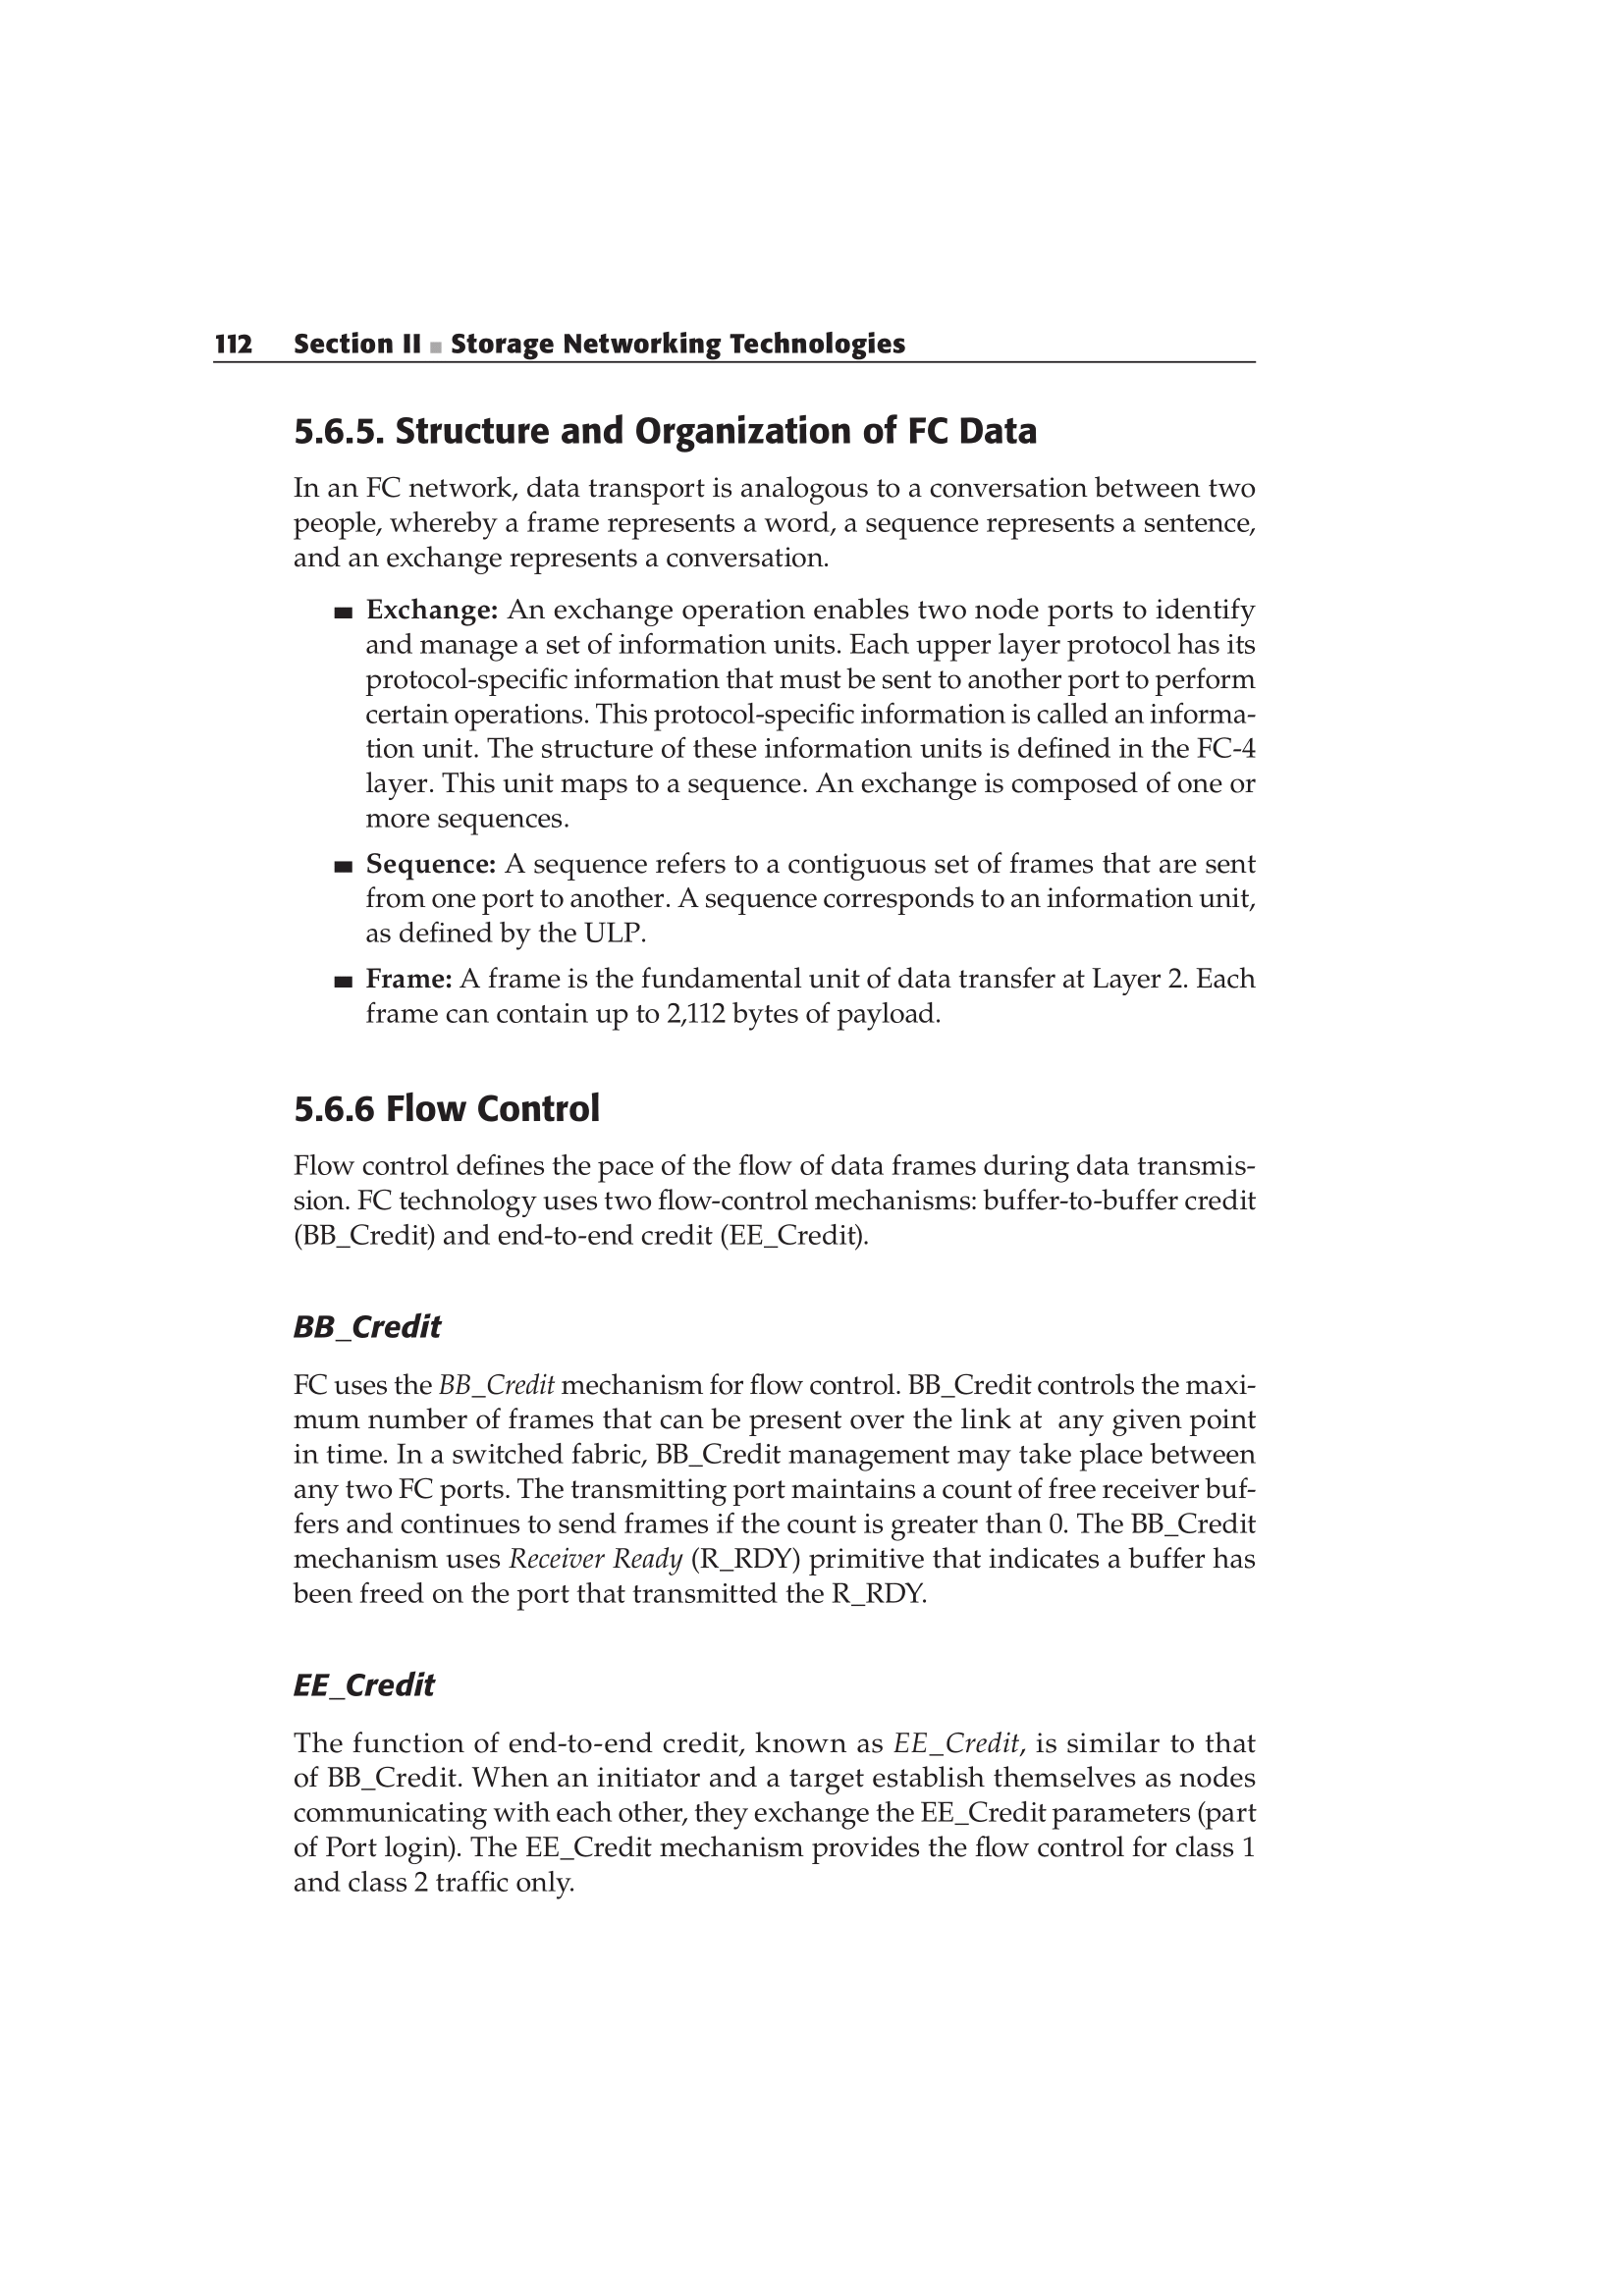 112 Section II ■ Storage Networking Technologies
5.6.5. Structure and Organization of FC Data
In an FC network, data transport is analogous to a conversation between two
people, whereby a frame represents a word, a sequence represents a sentence,
and an exchange represents a conversation.
■ Exchange: An exchange operation enables two node ports to identify
and manage a set of information units. Each upper layer protocol has its
protocol-specific information that must be sent to another port to perform
certain operations. This protocol-specific information is called an informa-
tion unit. The structure of these information units is defined in the FC-4
layer. This unit maps to a sequence. An exchange is composed of one or
more sequences.
■ Sequence: A sequence refers to a contiguous set of frames that are sent
from one port to another. A sequence corresponds to an information unit,
as defined by the ULP.
■ Frame: A frame is the fundamental unit of data transfer at Layer 2. Each
frame can contain up to 2,112 bytes of payload.
5.6.6 Flow Control
Flow control defines the pace of the flow of data frames during data transmis-
sion. FC technology uses two flow-control mechanisms: buffer-to-buffer credit
(BB_Credit) and end-to-end credit (EE_Credit).
BB_Credit
FC uses the BB_Credit mechanism for flow control. BB_Credit controls the maxi-
mum number of frames that can be present over the link at any given point
in time. In a switched fabric, BB_Credit management may take place between
any two FC ports. The transmitting port maintains a count of free receiver buf-
fers and continues to send frames if the count is greater than 0. The BB_Credit
mechanism uses Receiver Ready (R_RDY) primitive that indicates a buffer has
been freed on the port that transmitted the R_RDY.
EE_Credit
The function of end-to-end credit, known as EE_Credit, is similar to that
of BB_Credit. When an initiator and a target establish themselves as nodes
communicating with each other, they exchange the EE_Credit parameters (part
of Port login). The EE_Credit mechanism provides the flow control for class 1
and class 2 traffic only.